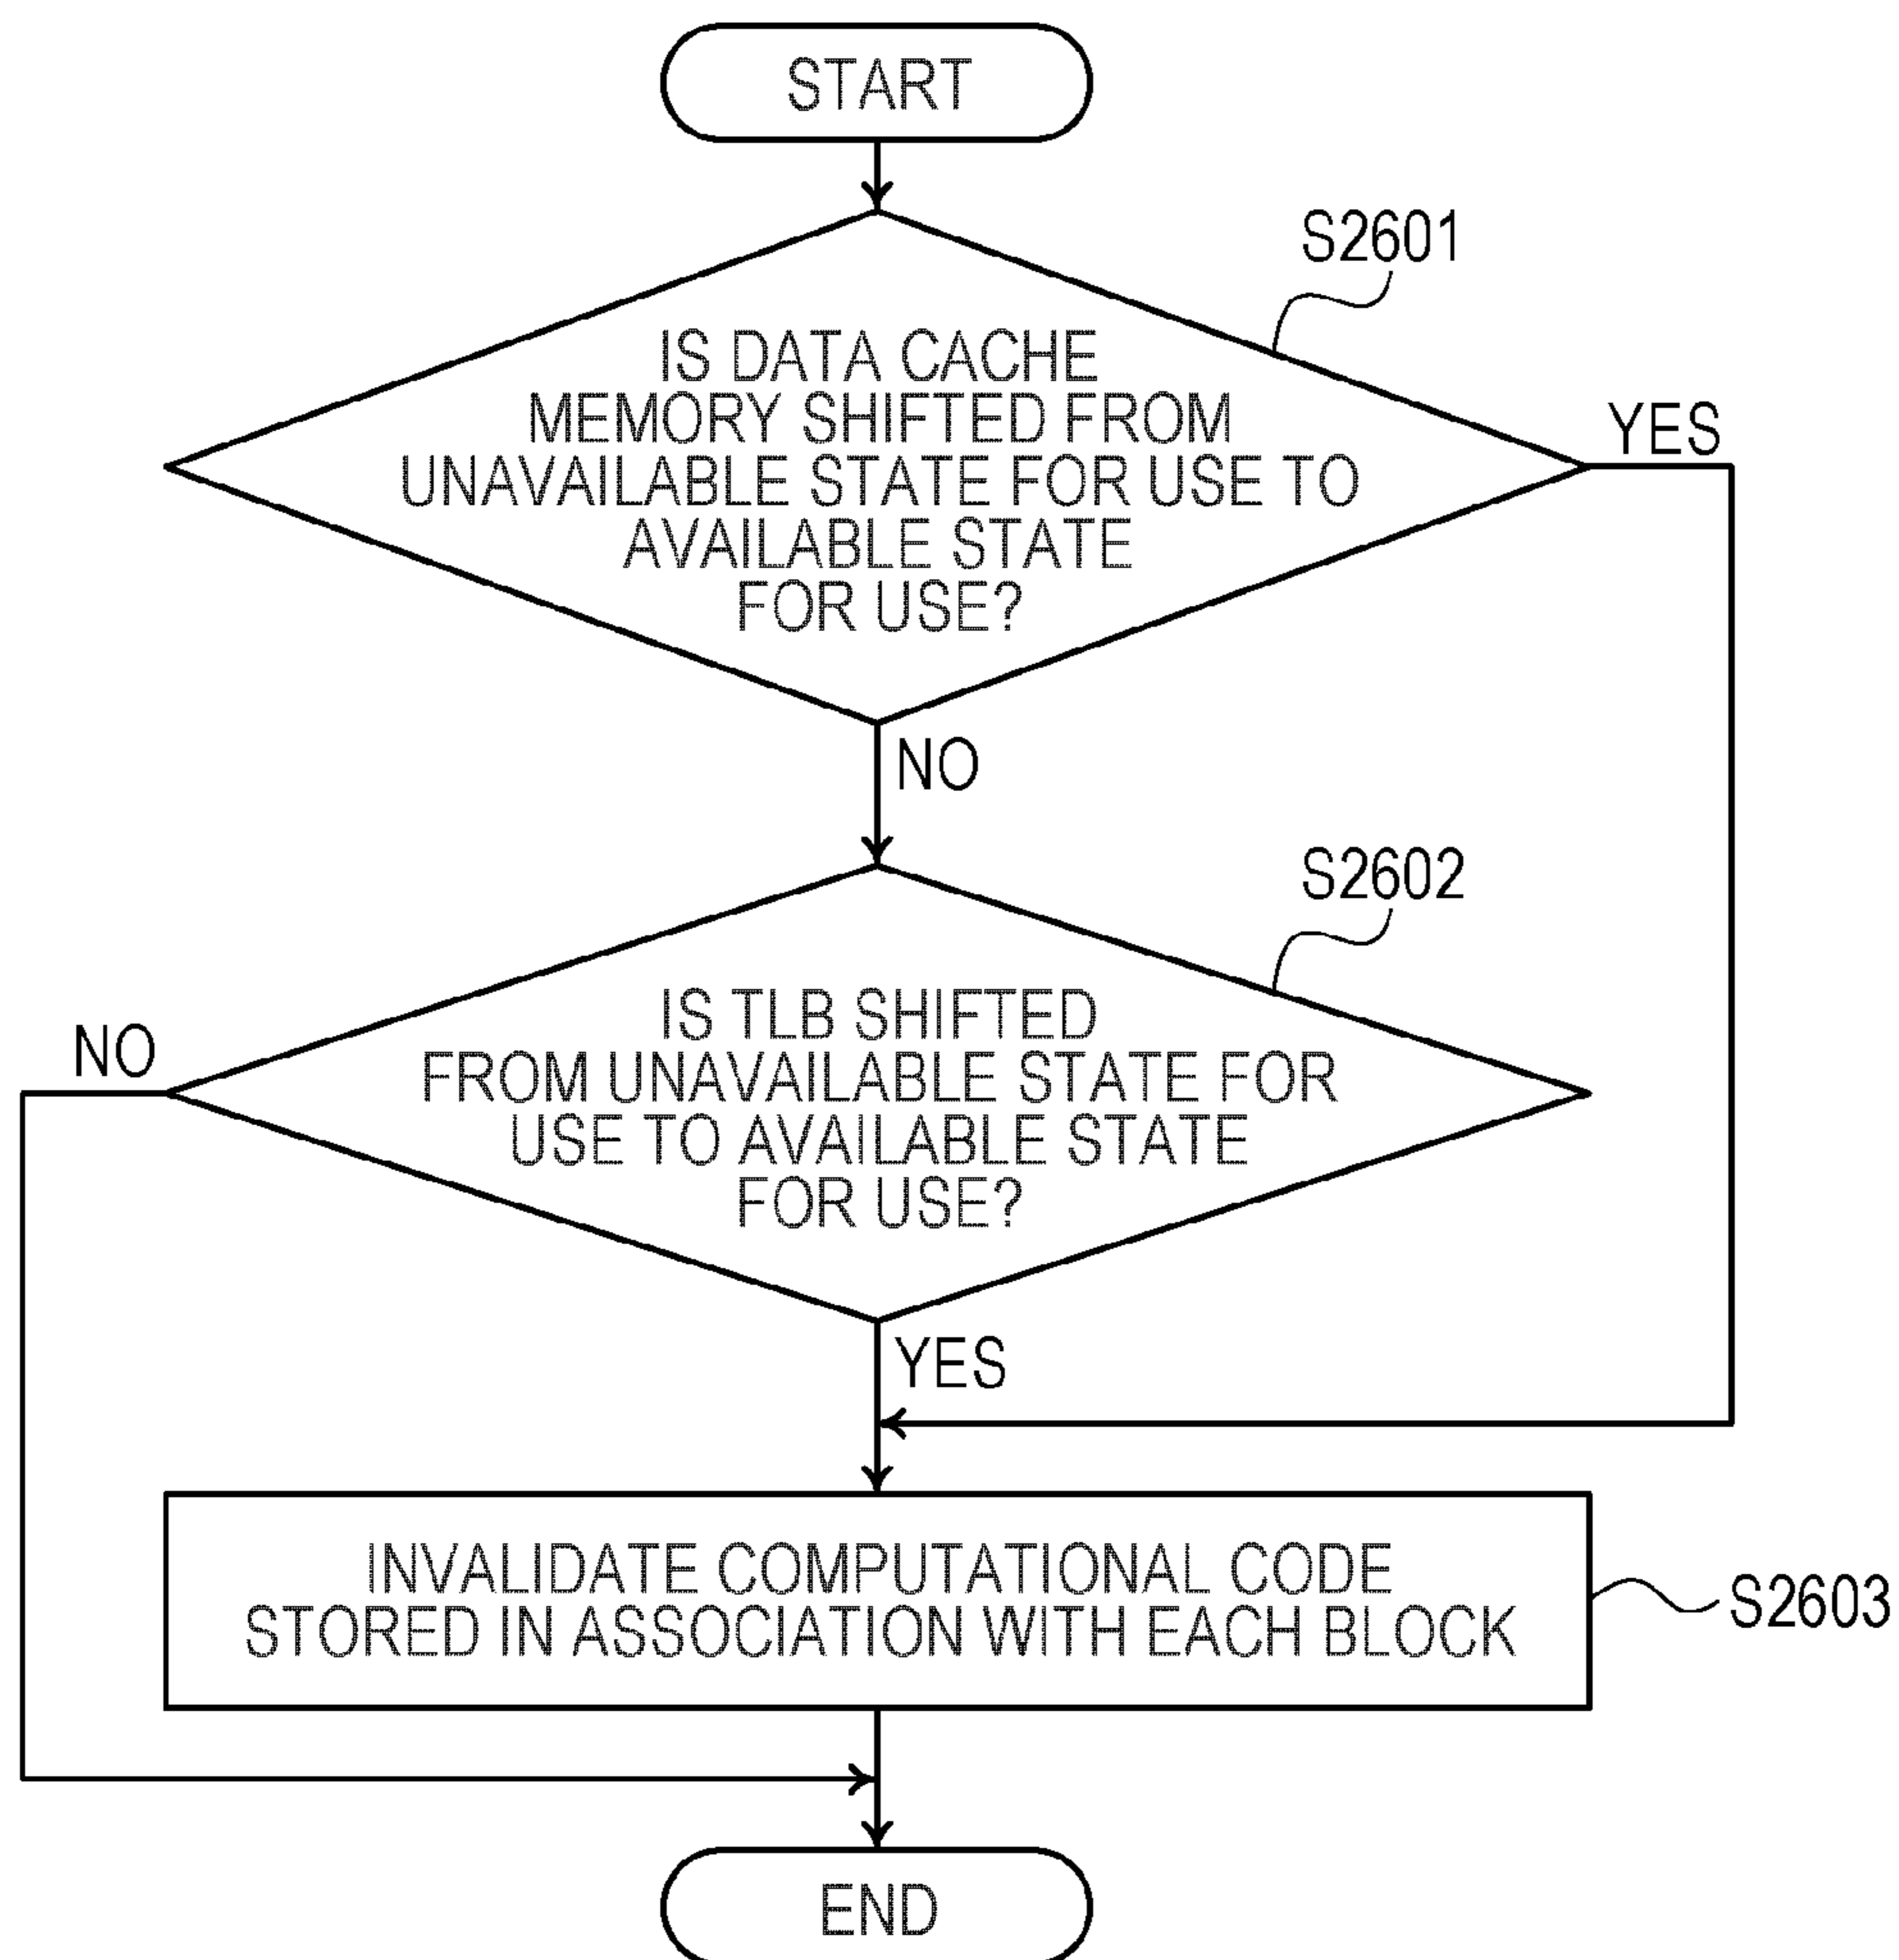 START
S2601
IS DATA CACHE
MEMORY SHIFTED FROM
UNAVAILABLE STATE FOR USE TO
AVAILABLE STATE
FOR USE?
YES
NO
S2602
IS TLB SHIFTED
FROM UNAVAILABLE STATE FOR
USE TO AVAILABLE STATE
FOR USE?
NO
YES
INVALIDATE COMPUTATIONAL CODE
STORED IN ASSOCIATION WITH EACH BLOCK
S2603
END